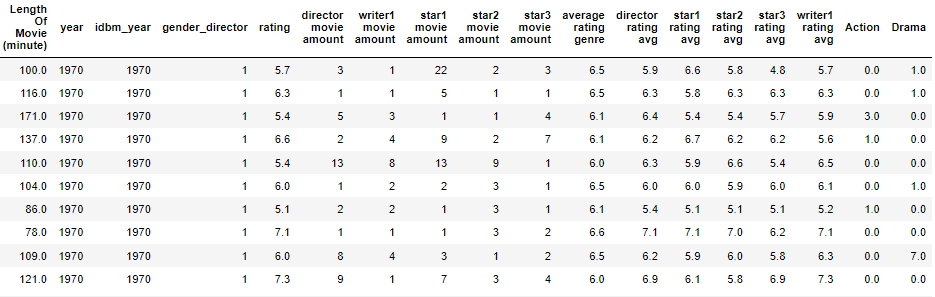 Length Of Movie (minute) year idbm_year gender_director rating director movie amount writer1 movie amount star1 movie amount star2 movie amount star3 movie amount average rating genre director rating avg star1 rating avg star2 rating avg star3 rating avg writer1 rating avg Action Drama
100.0 1970 1970 1 5.7 3 1 22 2 3 6.5 5.9 6.6 5.8 4.8 5.7 0.0 1.0
116.0 1970 1970 1 6.3 1 1 5 1 1 6.5 6.3 5.8 6.3 6.3 6.3 0.0 1.0
171.0 1970 1970 1 5.4 5 3 1 1 4 6.1 6.4 5.4 5.4 5.7 5.9 3.0 0.0
137.0 1970 1970 1 6.6 2 4 9 2 7 6.1 6.2 6.7 6.2 6.2 5.6 1.0 0.0
110.0 1970 1970 1 5.4 13 8 13 9 1 6.0 6.3 5.9 6.6 5.4 6.5 0.0 0.0
104.0 1970 1970 1 6.0 1 2 2 3 1 6.5 6.0 6.0 5.9 6.0 6.1 0.0 1.0
86.0 1970 1970 1 5.1 2 2 1 3 1 6.1 5.4 5.1 5.1 5.1 5.2 1.0 0.0
78.0 1970 1970 1 7.1 1 1 1 3 2 6.6 7.1 7.1 7.0 6.2 7.1 0.0 0.0
109.0 1970 1970 1 6.0 8 4 3 1 2 6.5 6.2 5.9 6.0 5.8 6.3 0.0 7.0
121.0 1970 1970 1 7.3 9 1 7 3 4 6.0 6.9 6.1 5.8 6.9 7.3 0.0 0.0